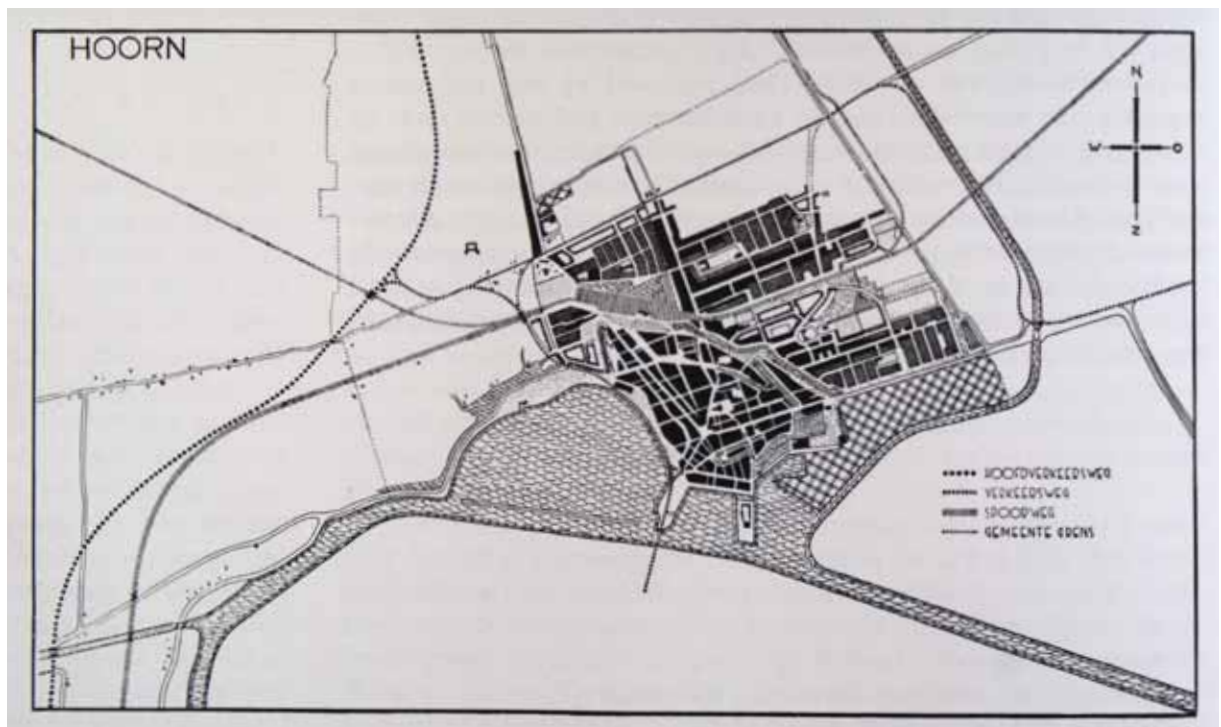 HOORN
N
W O
Z
HOOFDVERKEERSWEG
VERKEERSWEG
SPOORWEG
GEMEENTE GRENS